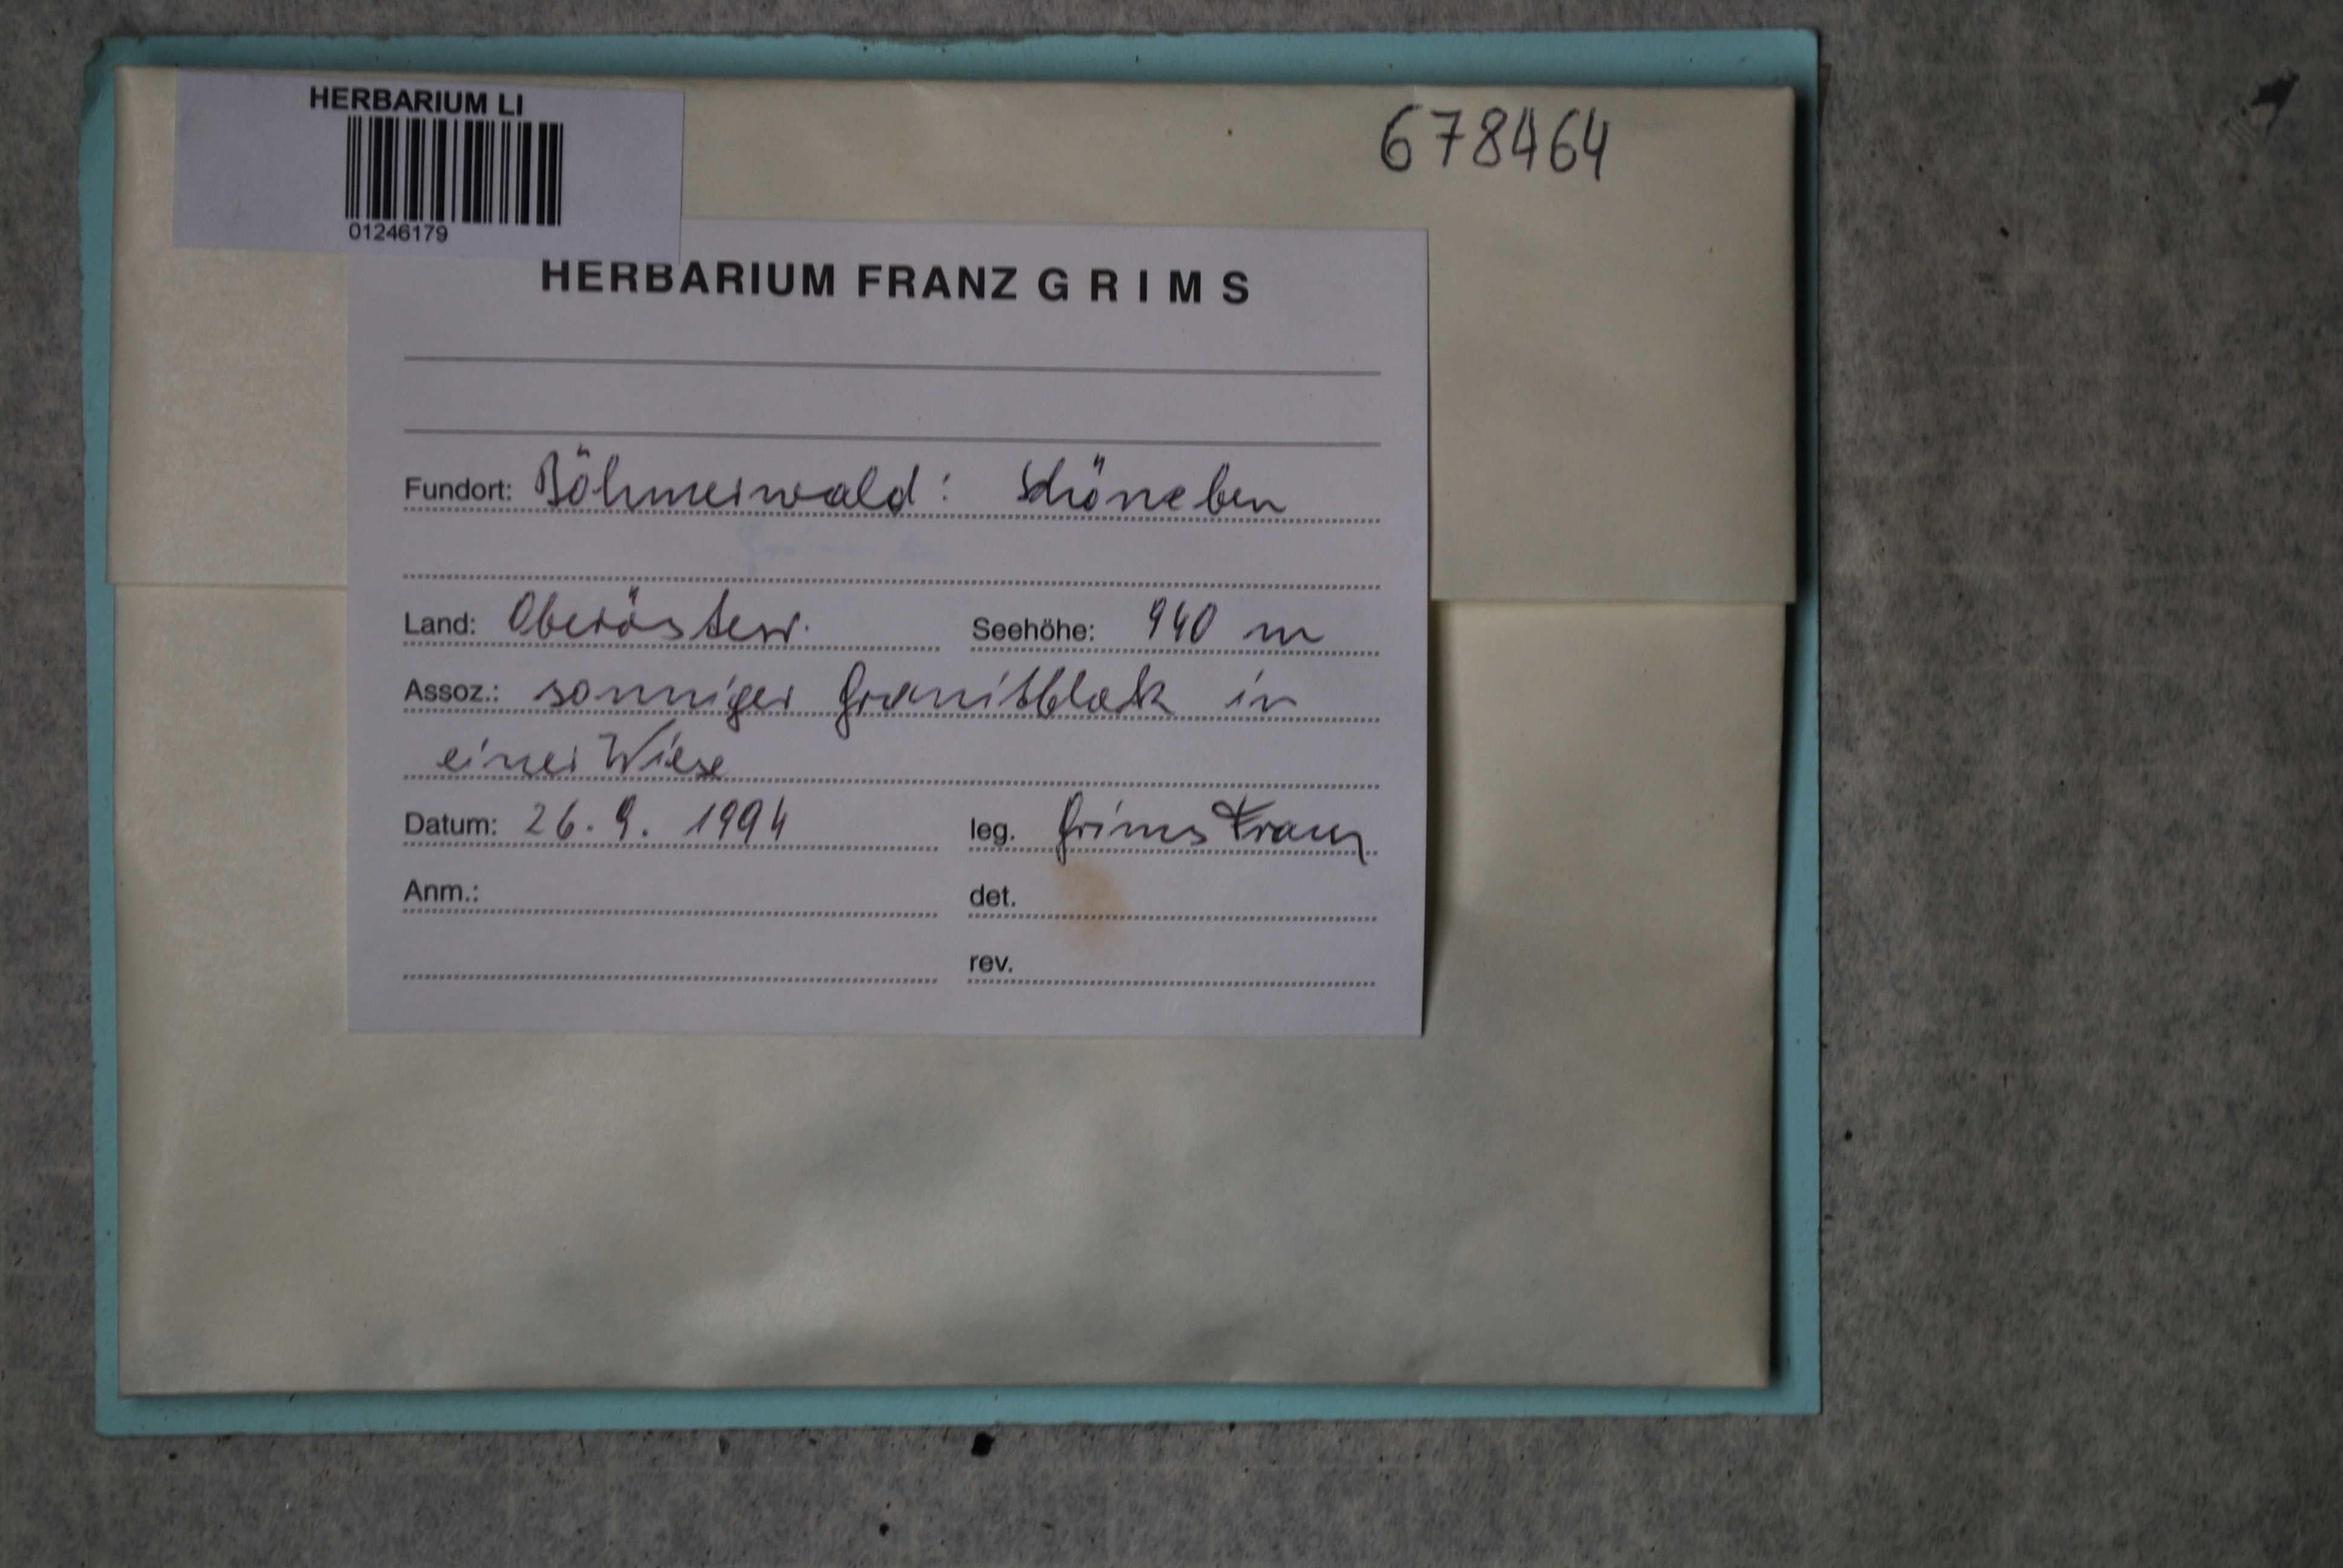 HERBARIUM LI
01246179
678464
HERBARIUM FRANZ GRIMS
Fundort: Böhmerwald: Schöneben
Land: Oberösterr. Seehöhe: 940 m
Assoz.: sonniger Granitblock in
einer Wiese
Datum: 26.9.1994 leg. Grims Franz
Anm.: det.
rev.